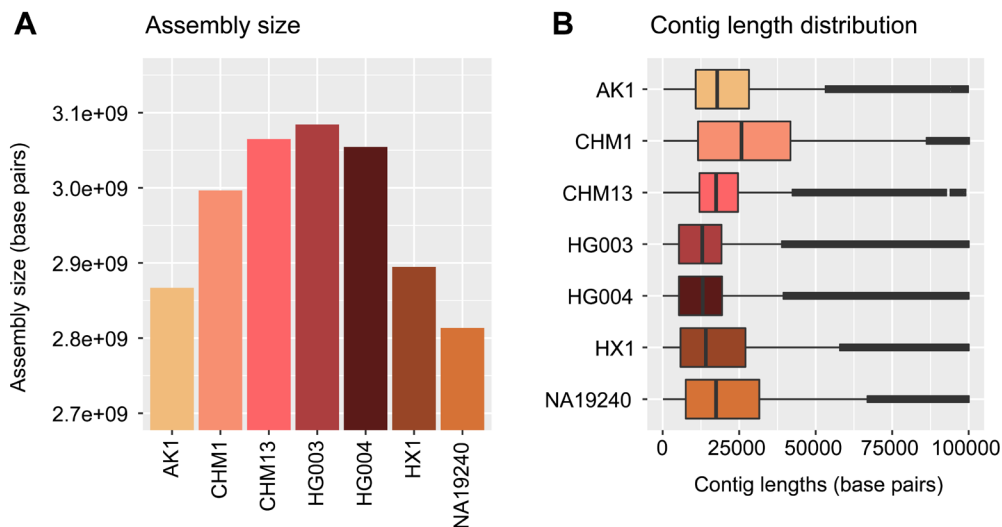 A Assembly size
Assembly size (base pairs)
3.1e+09
3.0e+09
2.9e+09
2.8e+09
2.7e+09
AK1
CHM1
CHM13
HG003
HG004
HX1
NA19240
B Contig length distribution
AK1
CHM1
CHM13
HG003
HG004
HX1
NA19240
0 25000 50000 75000 100000
Contig lengths (base pairs)